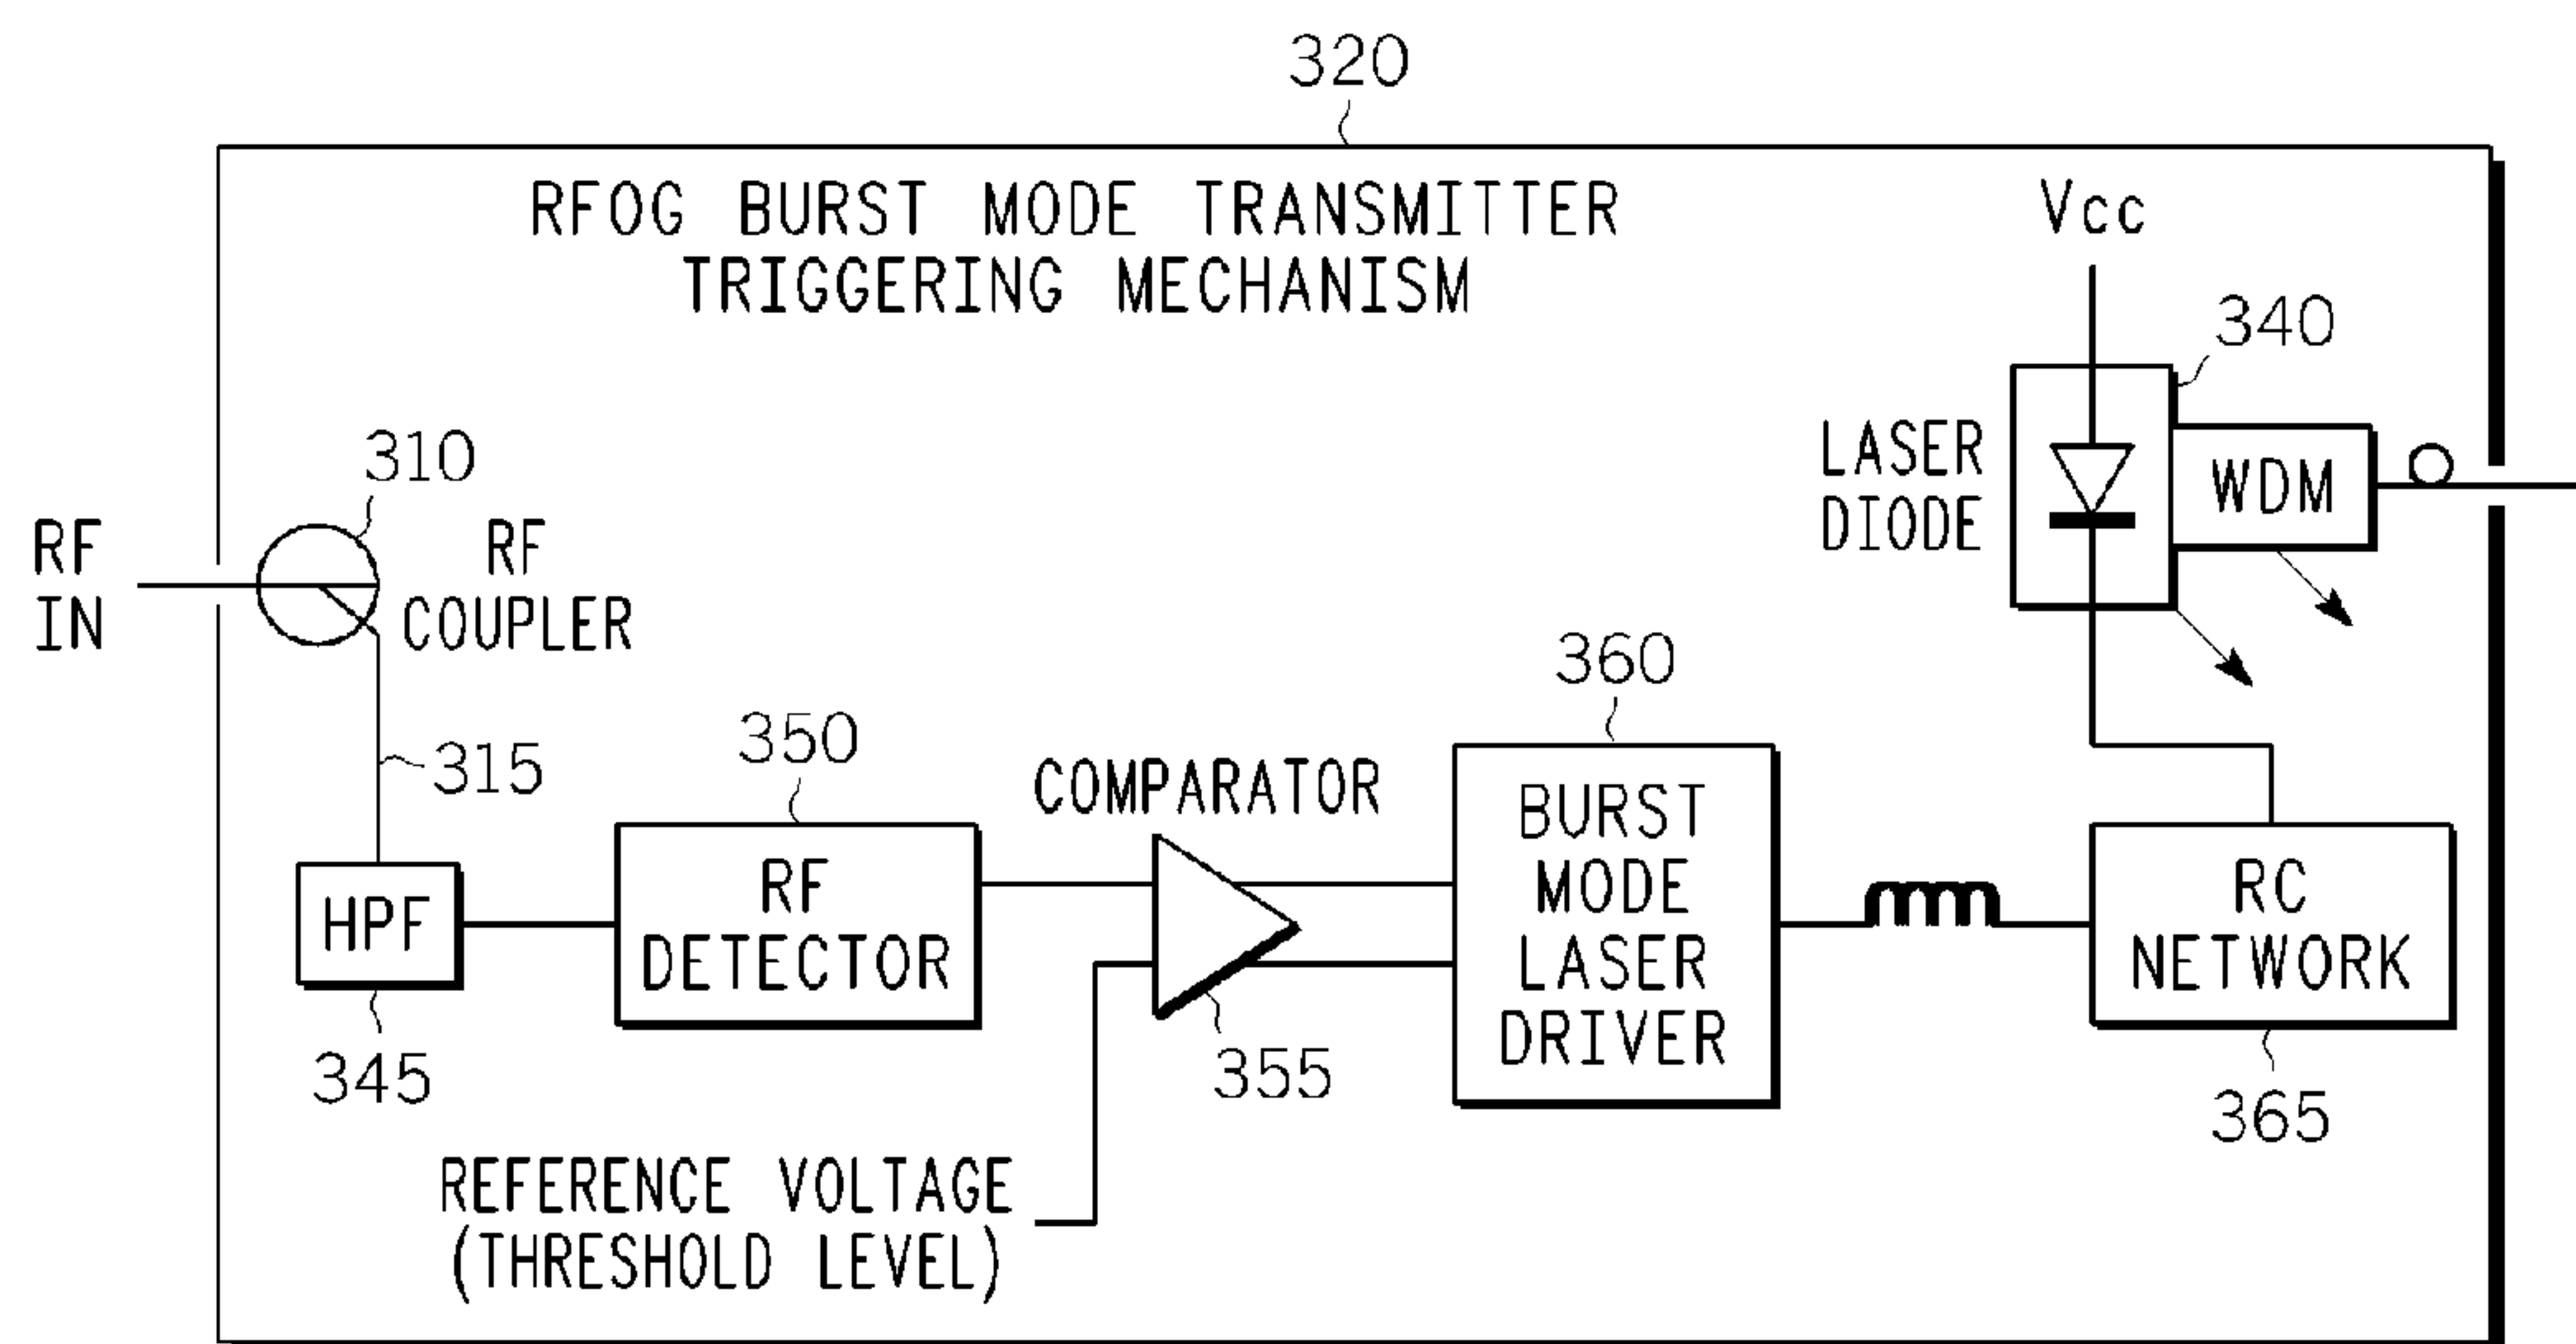 320
RFOG BURST MODE TRANSMITTER
TRIGGERING MECHANISM
Vcc
340
LASER
DIODE
WDM
310
RF
IN
RF
COUPLER
315
HPF
345
350
RF
DETECTOR
COMPARATOR
355
REFERENCE VOLTAGE
(THRESHOLD LEVEL)
360
BURST
MODE
LASER
DRIVER
RC
NETWORK
365